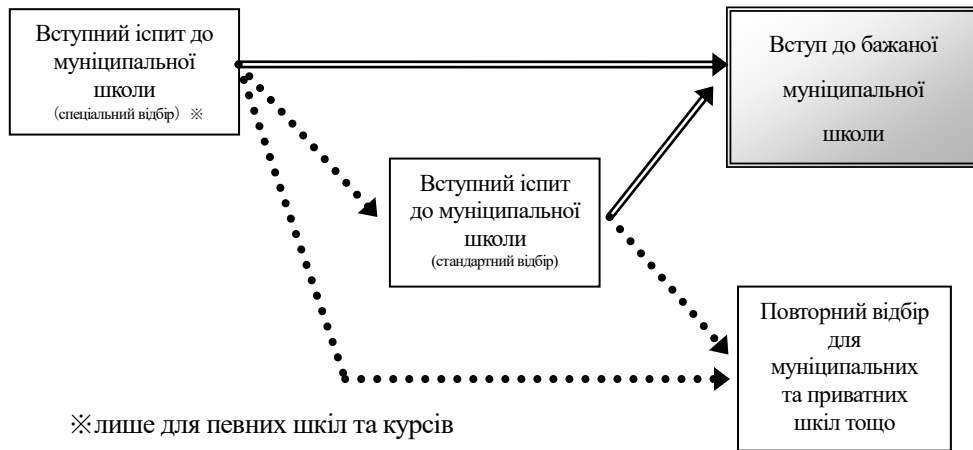 Вступний іспит до
муніципальної
школи
(спеціальний відбір) ※
Вступ до бажаної
муніципальної
школи
Вступний іспит
до муніципальної
школи
(стандартний відбір)
Повторний відбір
для
муніципальних
та приватних
шкіл тощо
※лише для певних шкіл та курсів